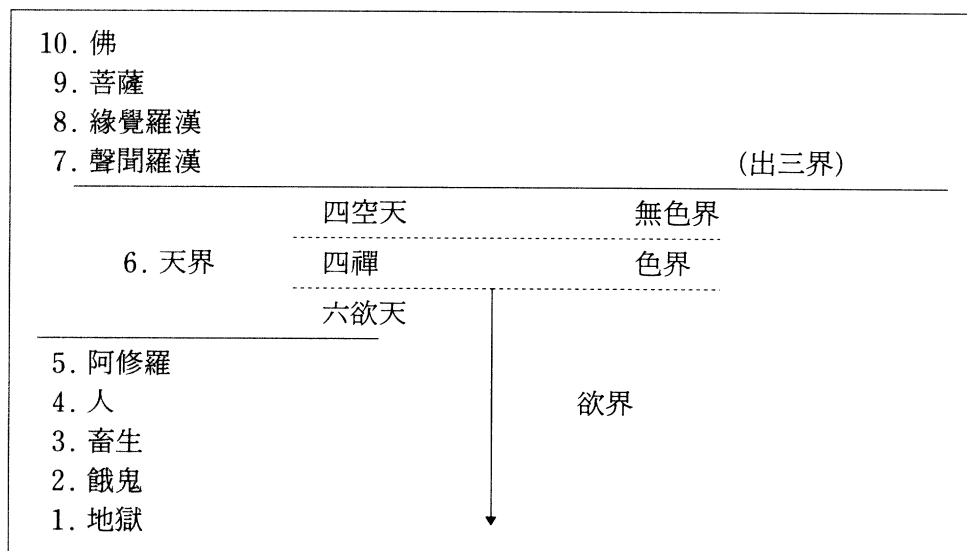 10. 佛
9. 菩薩
8. 緣覺羅漢
7. 聲聞羅漢 (出三界)
四空天 無色界
6. 天界 四禪 色界
六欲天
5. 阿修羅
4. 人 欲界
3. 畜生
2. 餓鬼
1. 地獄